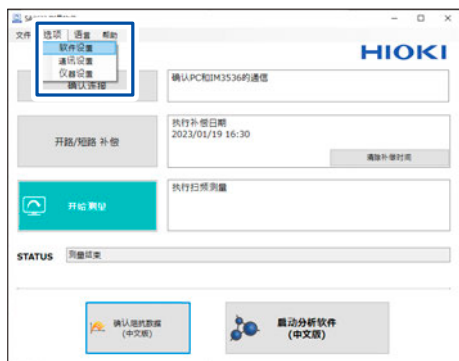 文件 选项 语言 帮助
软件设置
通讯设置
仪器设置
HIOKI
确认连接
确认PC和IM3536的通信
开路/短路 补偿
执行补偿日期
2023/01/19 16:30
清除补偿时间
开始测量
执行扫频测量
STATUS
测量结束
确认阻抗数据
(中文版)
启动分析软件
(中文版)